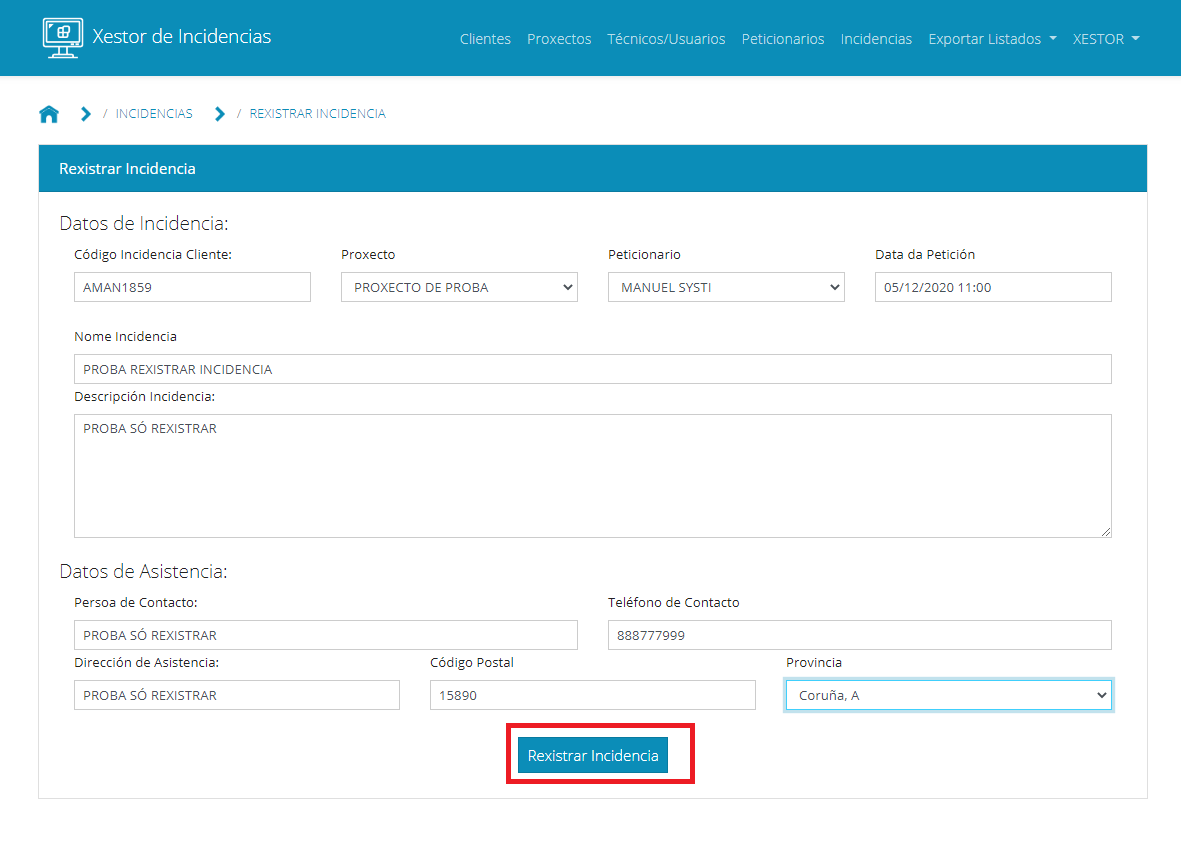 Xestor de Incidencias
Clientes Proxectos Técnicos/Usuarios Peticionarios Incidencias Exportar Listados XESTOR
/ INCIDENCIAS / REXISTRAR INCIDENCIA
Rexistrar Incidencia
Datos de Incidencia:
Código Incidencia Cliente: Proxecto Peticionario Data da Petición
AMAN1859 PROXECTO DE PROBA MANUEL SYSTI 05/12/2020 11:00
Nome Incidencia
PROBA REXISTRAR INCIDENCIA
Descripción Incidencia:
PROBA SÓ REXISTRAR
Datos de Asistencia:
Persoa de Contacto: Teléfono de Contacto
PROBA SÓ REXISTRAR 888777999
Dirección de Asistencia: Código Postal Provincia
PROBA SÓ REXISTRAR 15890 Coruña, A
Rexistrar Incidencia